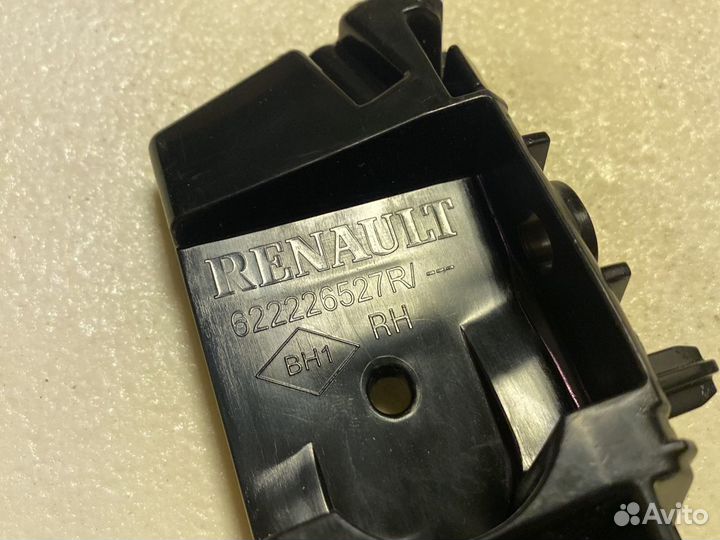 RENAULT
622226527R/ ---
RH
BH1
Avito